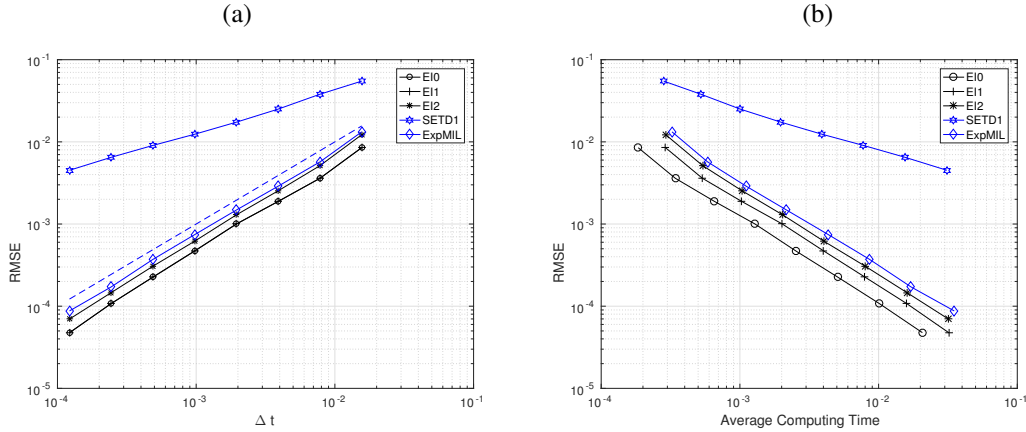 (a)
(b)
10^-1
10^-2
10^-3
10^-4
10^-5
RMSE
EI0
EI1
EI2
SETD1
ExpMIL
10^-4
10^-3
10^-2
10^-1
Δ t
10^-1
10^-2
10^-3
10^-4
10^-5
RMSE
EI0
EI1
EI2
SETD1
ExpMIL
10^-4
10^-3
10^-2
10^-1
Average Computing Time